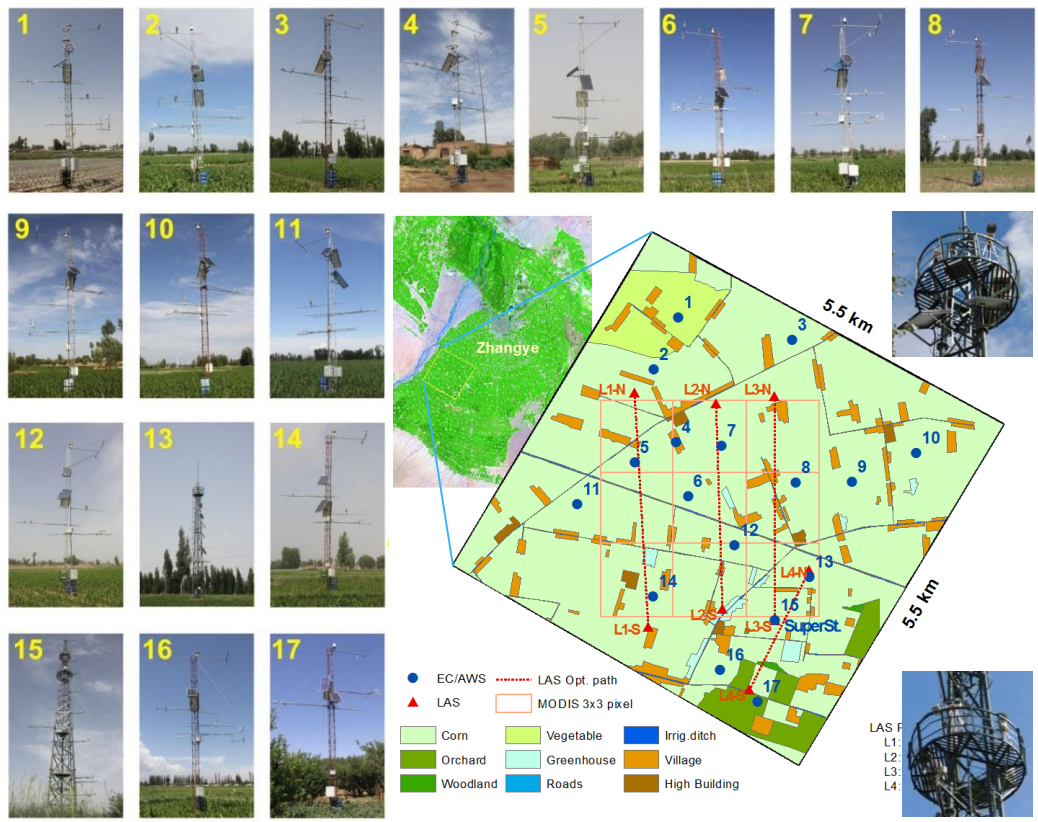 1
2
3
4
5
6
7
8
9
10
11
12
13
14
15
16
17
Zhangye
5.5 km
5.5 km
1
2
3
L1-N
L2-N
L3-N
4
5
6
7
8
9
10
11
12
13
L4-N
14
15
SuperSt.
L1-S
L2-S
L3-S
16
17
L4-S
EC/AWS
LAS Opt. path
LAS
MODIS 3x3 pixel
Corn
Vegetable
Irrig.ditch
Orchard
Greenhouse
Village
Woodland
Roads
High Building
LAS
L1:
L2:
L3:
L4: